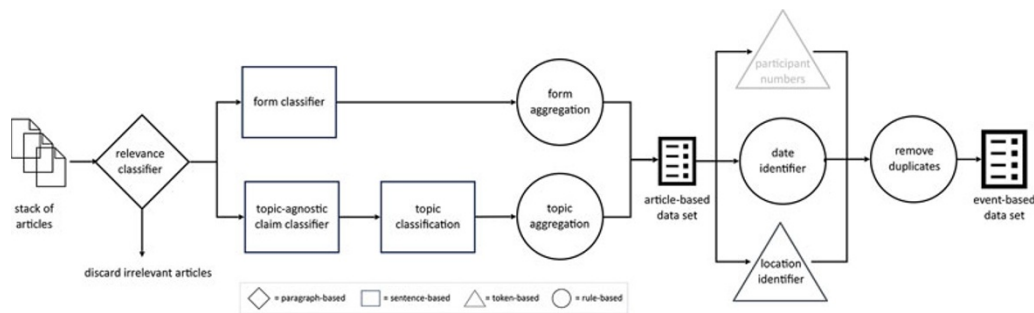 stack of
articles
relevance
classifier
discard irrelevant articles
form classifier
topic-agnostic
claim classifier
topic
classification
form
aggregation
topic
aggregation
article-based
data set
participant
numbers
date
identifier
location
identifier
remove
duplicates
event-based
data set
= paragraph-based
= sentence-based
= token-based
= rule-based